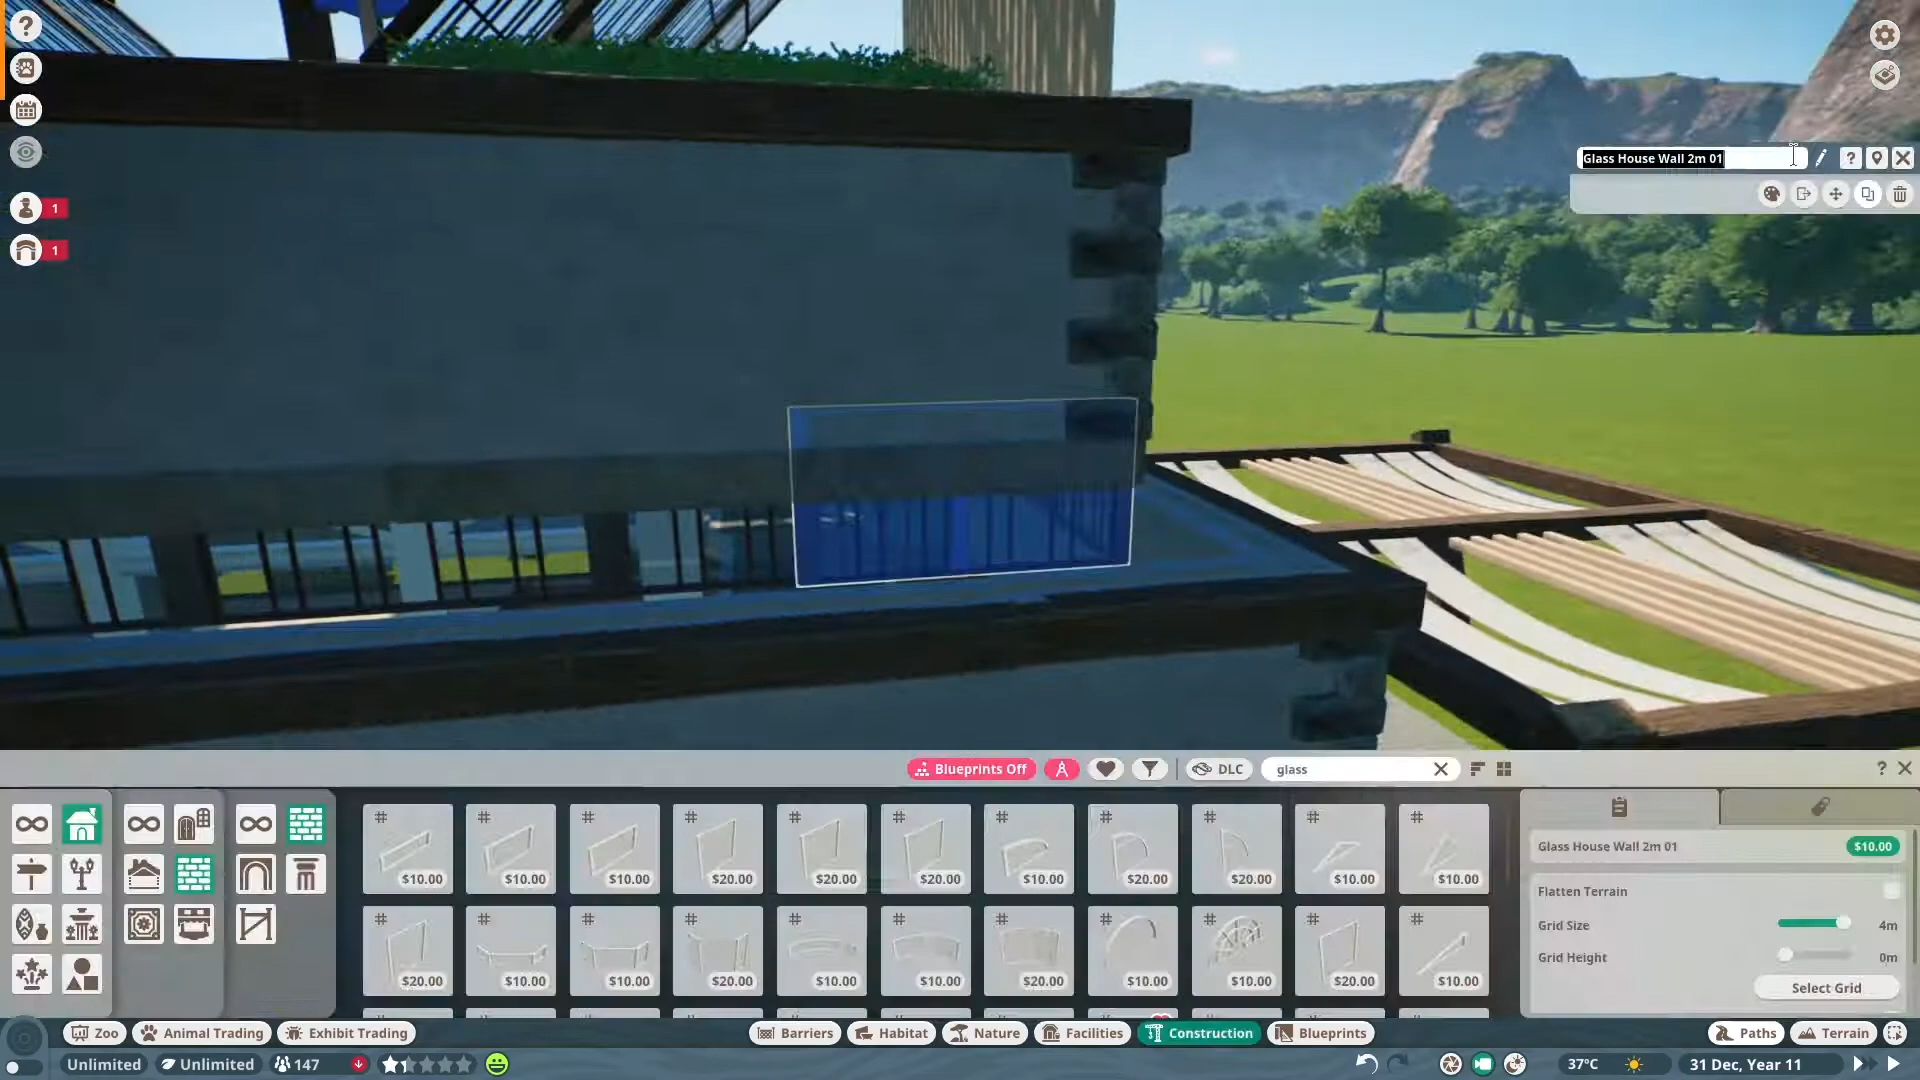 ?
1
1
Glass House Wall 2m 01
?
Blueprints Off
DLC
glass
?
# $10.00 # $10.00 # $10.00 # $20.00 # $20.00 # $20.00 # $10.00 # $20.00 # $20.00 # $10.00 # $10.00
# $20.00 # $10.00 # $10.00 # $20.00 # $10.00 # $10.00 # $20.00 # $10.00 # $10.00 # $20.00 # $10.00
Glass House Wall 2m 01 $10.00
Flatten Terrain
Grid Size 4m
Grid Height 0m
Select Grid
Zoo Animal Trading Exhibit Trading Barriers Habitat Nature Facilities Construction Blueprints Paths Terrain
Unlimited Unlimited 147 37°C 31 Dec, Year 11